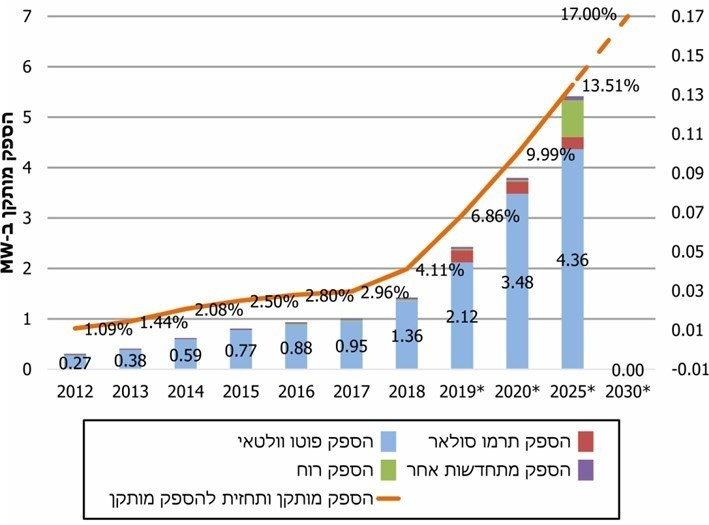 הספק מותקן ב-MW
7
6
5
4
3
2
1
0
0.17
0.15
0.13
0.11
0.09
0.07
0.05
0.03
0.01
-0.01
1.09% 1.44% 2.08% 2.50% 2.80% 2.96% 4.11% 6.86% 9.99% 13.51% 17.00%
0.27 0.38 0.59 0.77 0.88 0.95 1.36 2.12 3.48 4.36 0.00
2012 2013 2014 2015 2016 2017 2018 2019* 2020* 2025* 2030*
הספק תרמו סולאר הספק פוטו וולטאי
הספק מתחדשות אחר הספק רוח
הספק מותקן ותחזית להספק מותקן